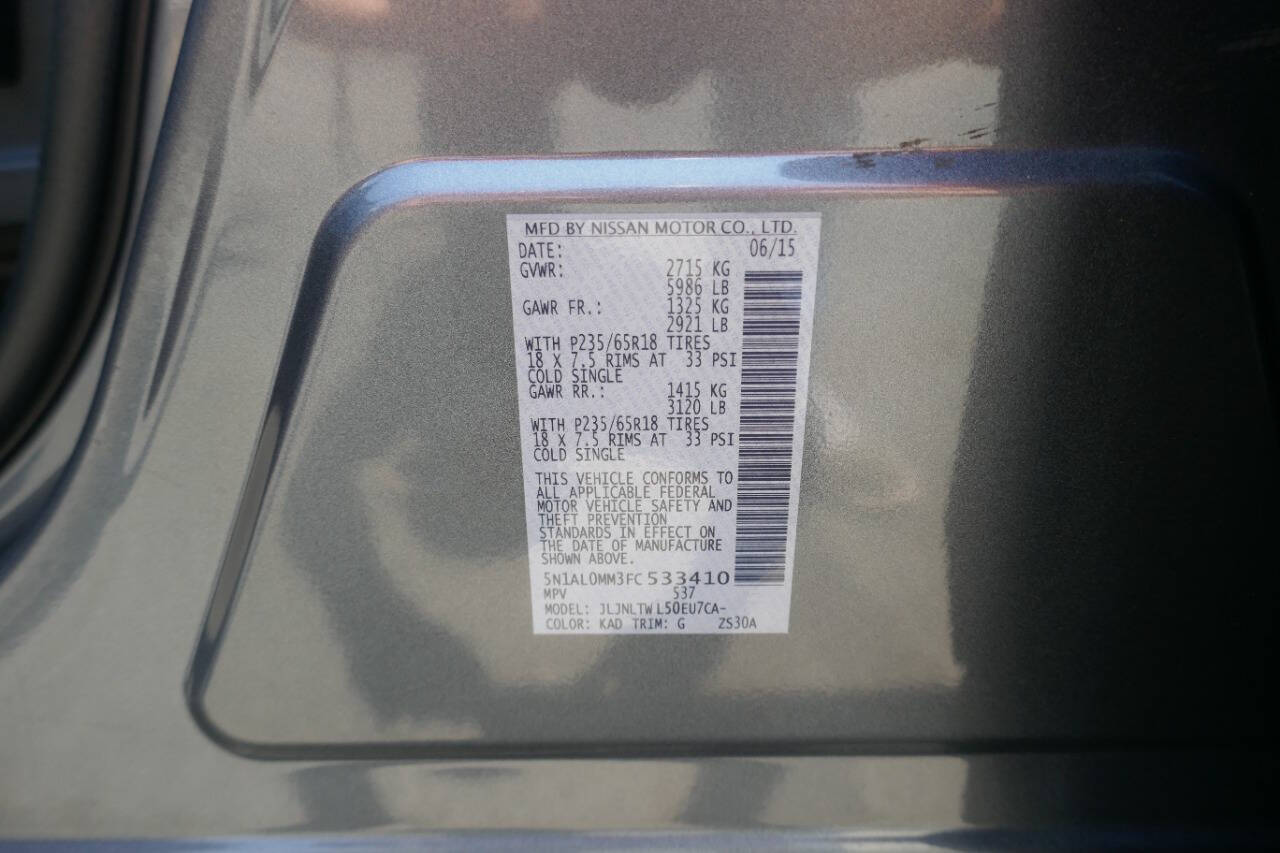 MFD BY NISSAN MOTOR CO., LTD.
DATE: 06/15
GVWR: 2715 KG
5986 LB
GAWR FR.: 1325 KG
2921 LB
WITH P235/65R18 TIRES
18 X 7.5 RIMS AT 33 PSI
COLD SINGLE
GAWR RR.: 1415 KG
3120 LB
WITH P235/65R18 TIRES
18 X 7.5 RIMS AT 33 PSI
COLD SINGLE
THIS VEHICLE CONFORMS TO
ALL APPLICABLE FEDERAL
MOTOR VEHICLE SAFETY AND
THEFT PREVENTION
STANDARDS IN EFFECT ON
THE DATE OF MANUFACTURE
SHOWN ABOVE.
5N1AL0MM3FC533410
MPV 537
MODEL: JLJNLTWL50EU7CA-
COLOR: KAD TRIM: G ZS30A